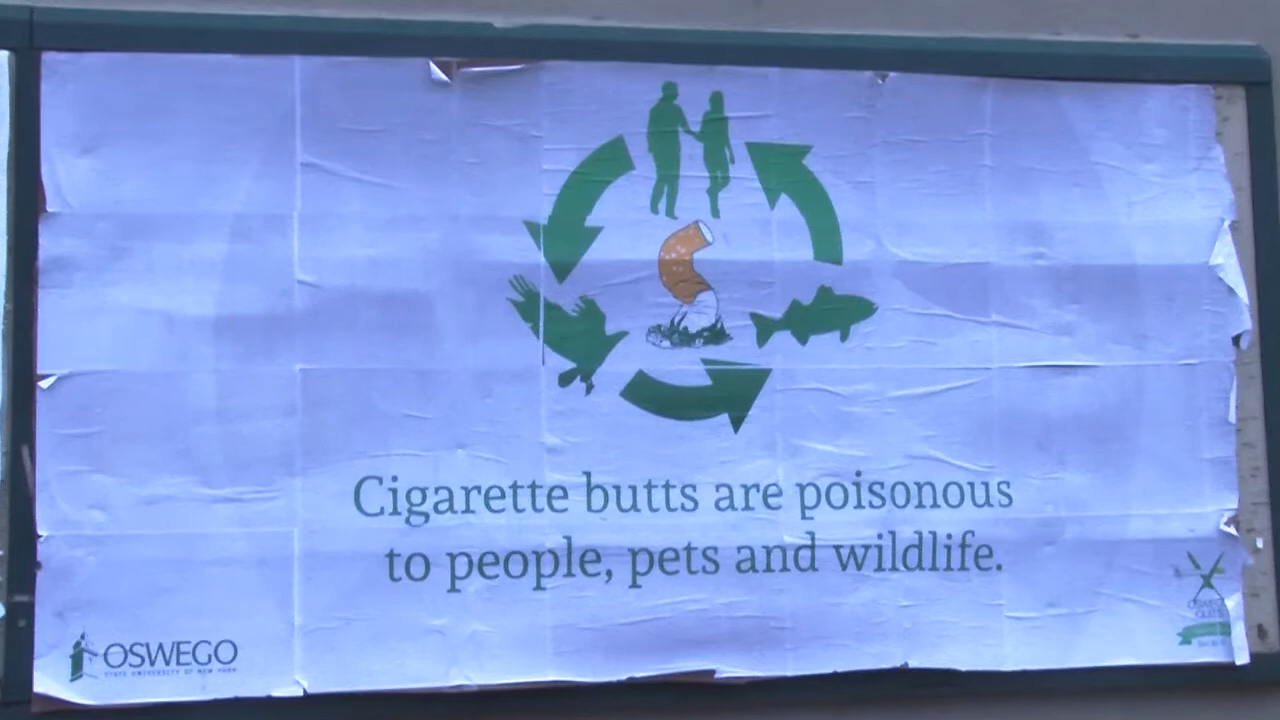 Cigarette butts are poisonous
to people, pets and wildlife.
OSWEGO
STATE UNIVERSITY OF NEW YORK